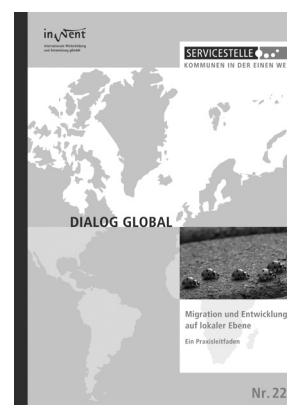 inWEnt
Internationale Weiterbildung
und Entwicklung gGmbH
SERVICESTELLE
KOMMUNEN IN DER EINEN WE
DIALOG GLOBAL
Migration und Entwicklung
auf lokaler Ebene
Ein Praxisleitfaden
Nr. 22